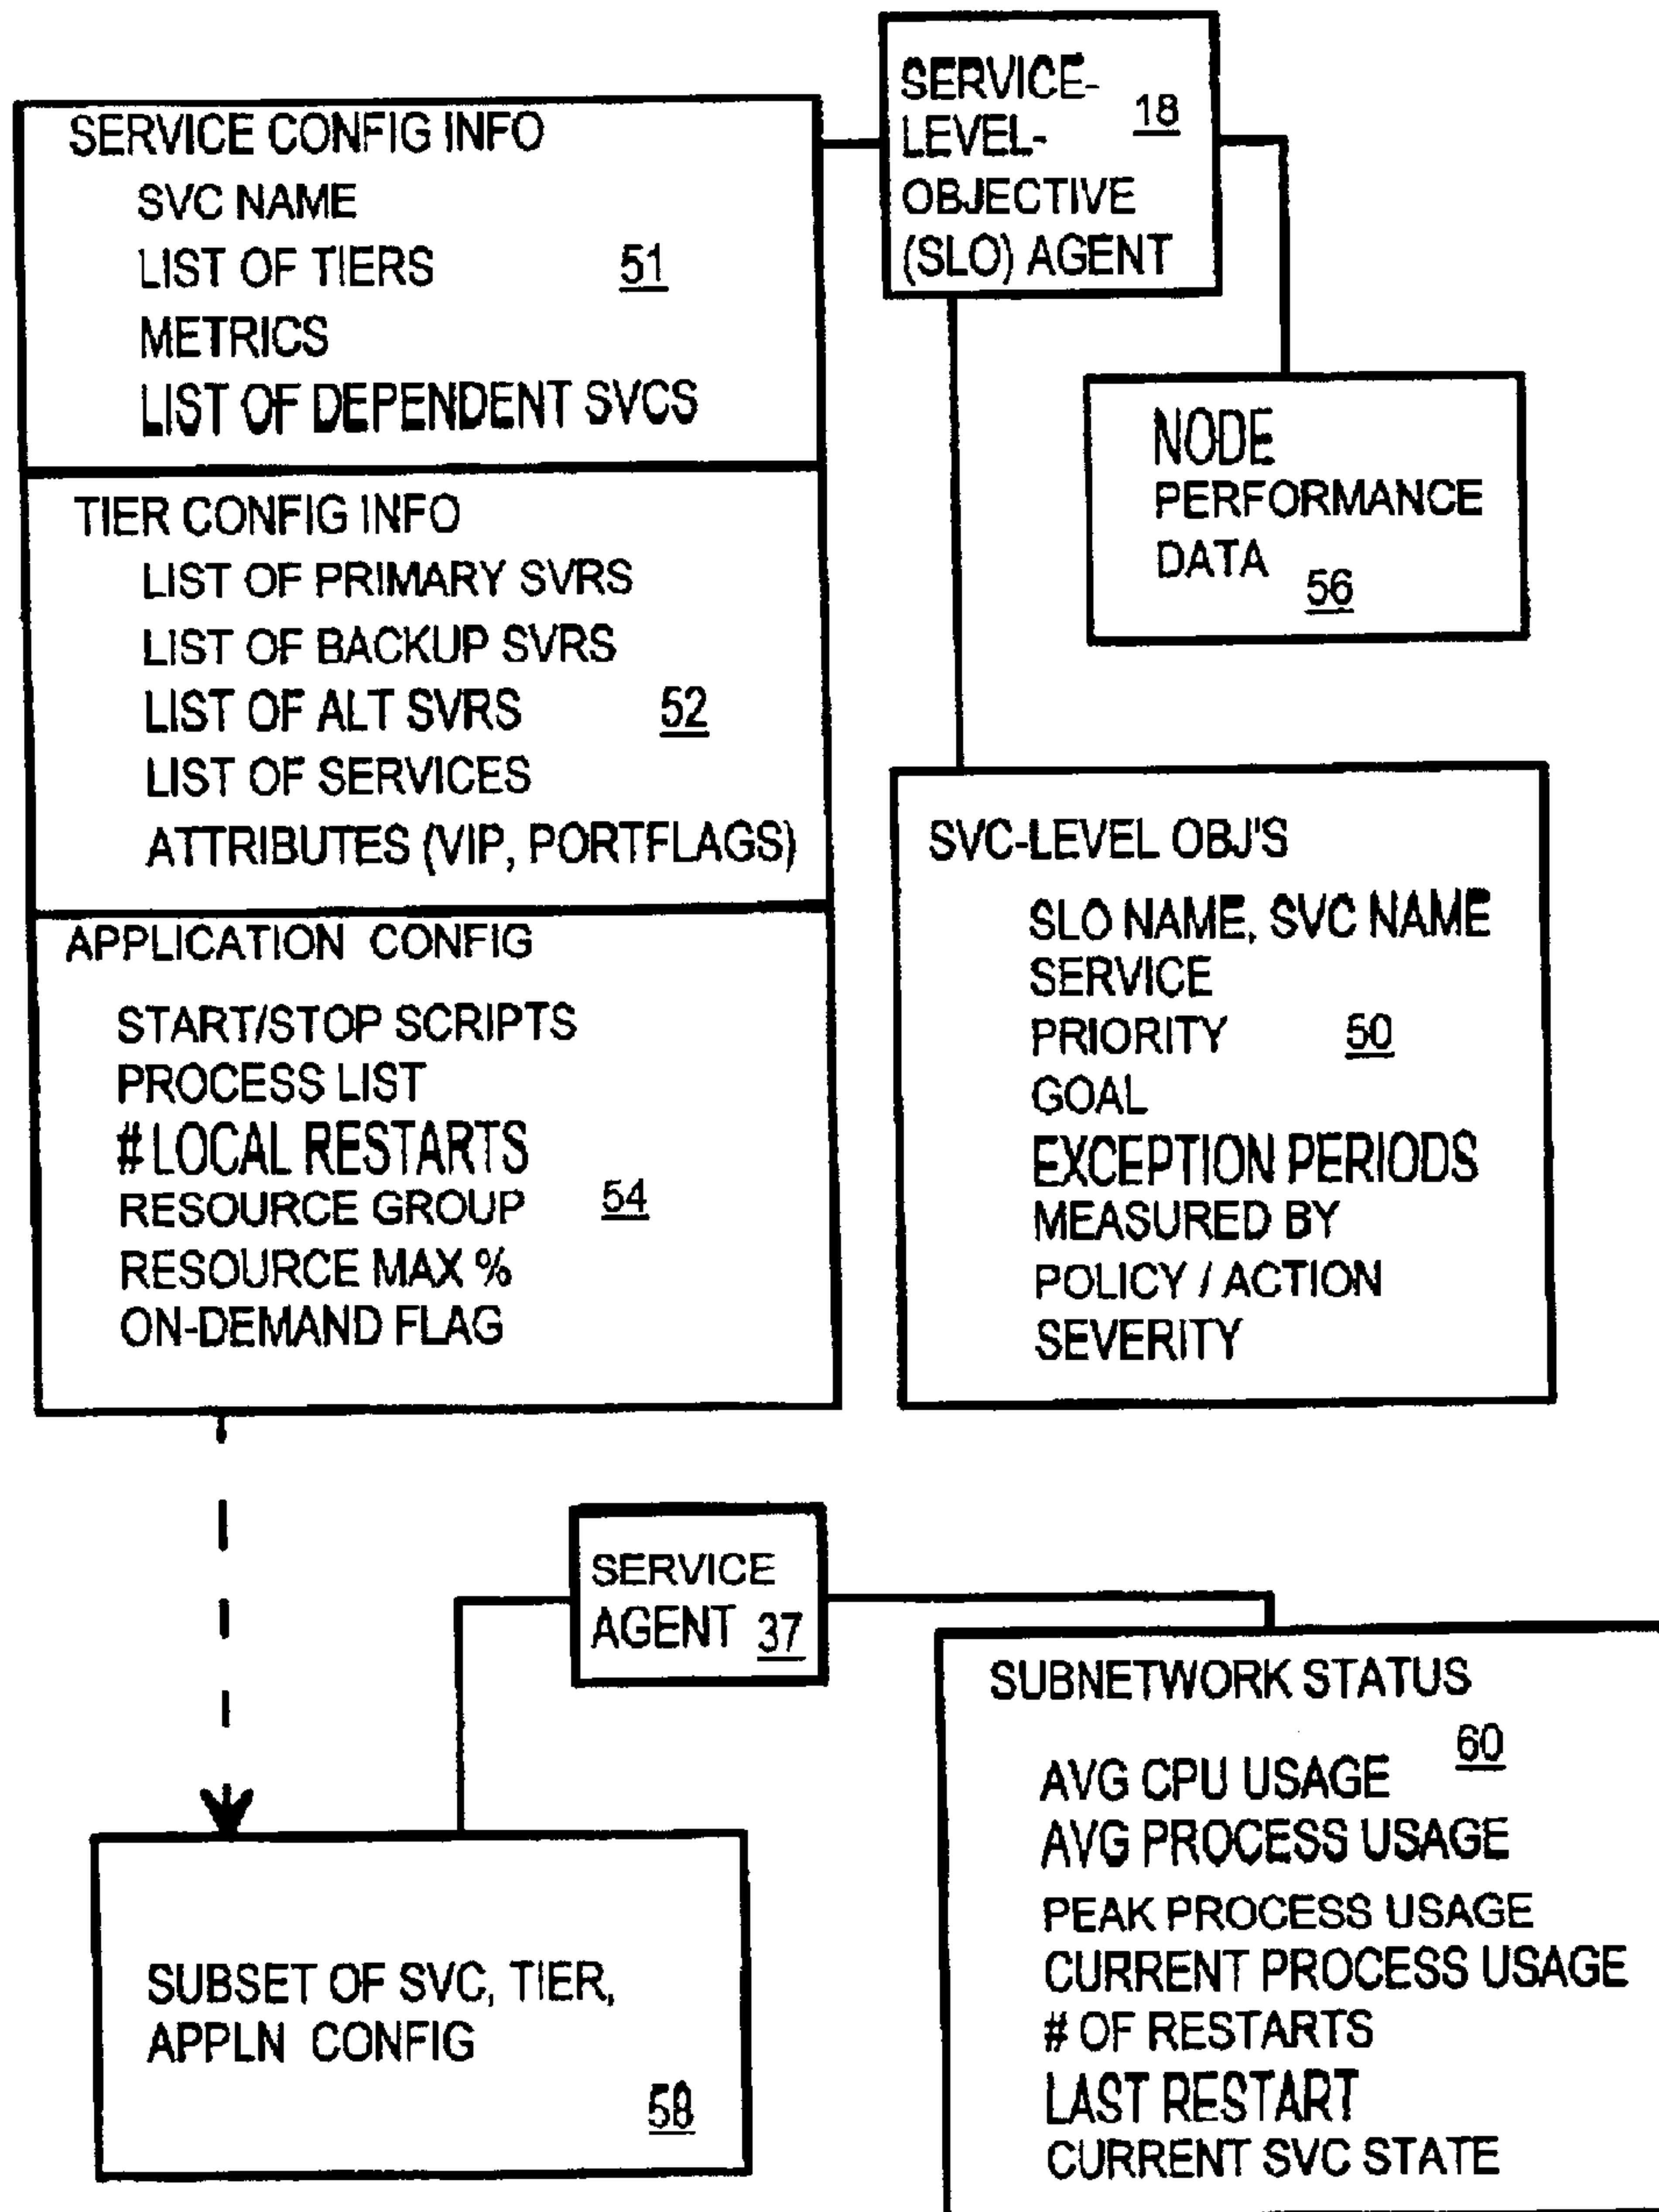 SERVICE CONFIG INFO
SVC NAME
LIST OF TIERS 51
METRICS
LIST OF DEPENDENT SVCS
TIER CONFIG INFO
LIST OF PRIMARY SVRS
LIST OF BACKUP SVRS
LIST OF ALT SVRS 52
LIST OF SERVICES
ATTRIBUTES (VIP, PORTFLAGS)
APPLICATION CONFIG
START/STOP SCRIPTS
PROCESS LIST
# LOCAL RESTARTS
RESOURCE GROUP 54
RESOURCE MAX %
ON-DEMAND FLAG
SERVICE-
LEVEL- 18
OBJECTIVE
(SLO) AGENT
NODE
PERFORMANCE
DATA 56
SVC-LEVEL OBJ'S
SLO NAME, SVC NAME
SERVICE
PRIORITY 50
GOAL
EXCEPTION PERIODS
MEASURED BY
POLICY / ACTION
SEVERITY
SERVICE
AGENT 37
SUBSET OF SVC, TIER,
APPLN CONFIG
58
SUBNETWORK STATUS
60
AVG CPU USAGE
AVG PROCESS USAGE
PEAK PROCESS USAGE
CURRENT PROCESS USAGE
# OF RESTARTS
LAST RESTART
CURRENT SVC STATE